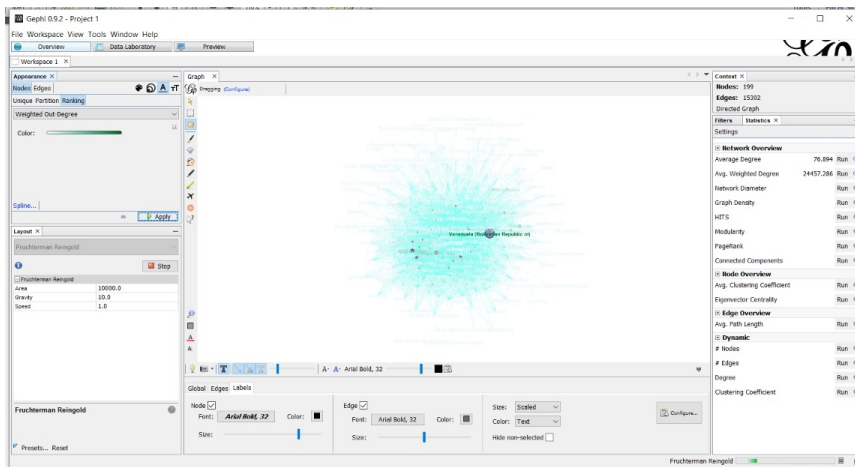 Gephi 0.9.2 - Project 1
File Workspace View Tools Window Help
Overview Data Laboratory Preview
Workspace 1 ×
Appearance ×
Nodes Edges
Unique Partition Ranking
Weighted Out-Degree
Color:
Spline...
Apply
Layout ×
Fruchterman Reingold
Stop
Fruchterman Reingold
Area 10000.0
Gravity 10.0
Speed 1.0
Fruchterman Reingold
Presets... Reset
Graph ×
Dragging (Configure)
Venezuela (Bolivarian Republic of)
A- A- Arial Bold, 32
Global Edges Labels
Node
Font: Arial Bold, 32 Color:
Size:
Edge
Font: Arial Bold, 32 Color:
Size:
Size: Scaled
Color: Text
Hide non-selected
Configure...
Context ×
Nodes: 199
Edges: 15302
Directed Graph
Filters Statistics ×
Settings
Network Overview
Average Degree 76.894 Run
Avg. Weighted Degree 24457.286 Run
Network Diameter Run
Graph Density Run
HITS Run
Modularity Run
PageRank Run
Connected Components Run
Node Overview
Avg. Clustering Coefficient Run
Eigenvector Centrality Run
Edge Overview
Avg. Path Length Run
Dynamic
# Nodes Run
# Edges Run
Degree Run
Clustering Coefficient Run
Fruchterman Reingold